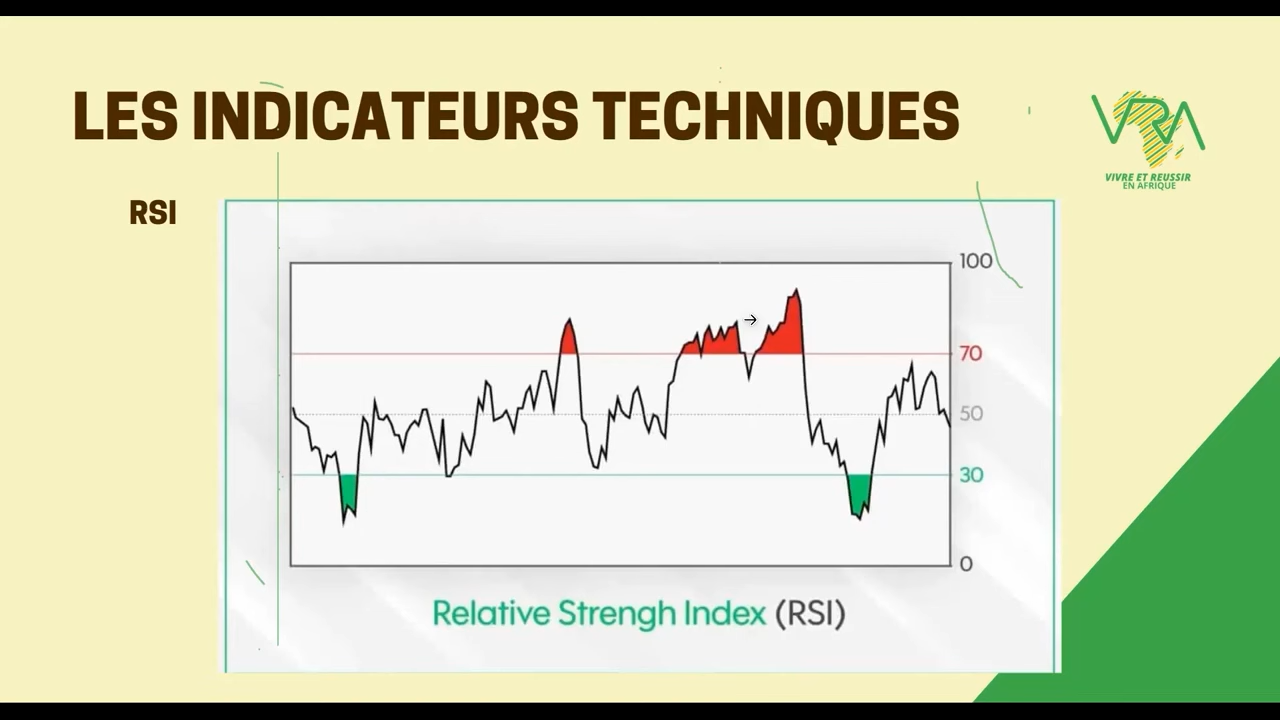 LES INDICATEURS TECHNIQUES
VRA
VIVRE ET REUSSIR
EN AFRIQUE
RSI
100
70
50
30
0
Relative Strengh Index (RSI)